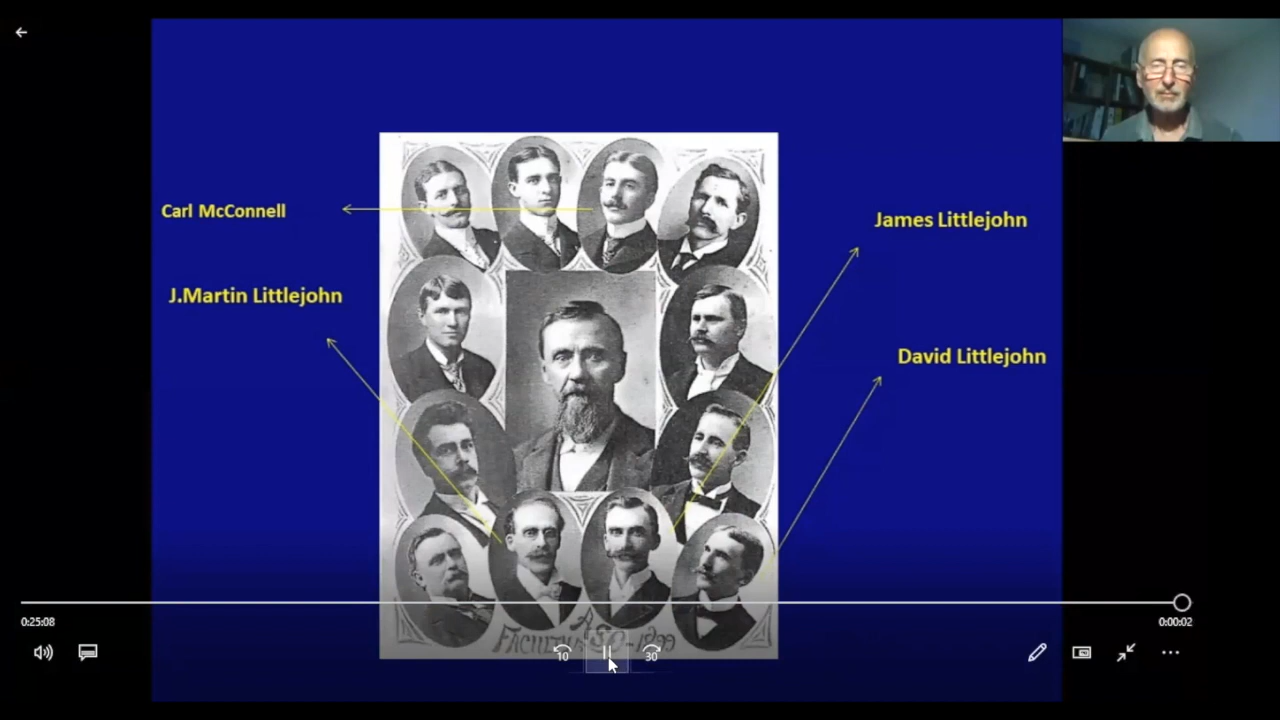 Carl McConnell
James Littlejohn
J.Martin Littlejohn
David Littlejohn
0:25:08
0:00:02
10
30